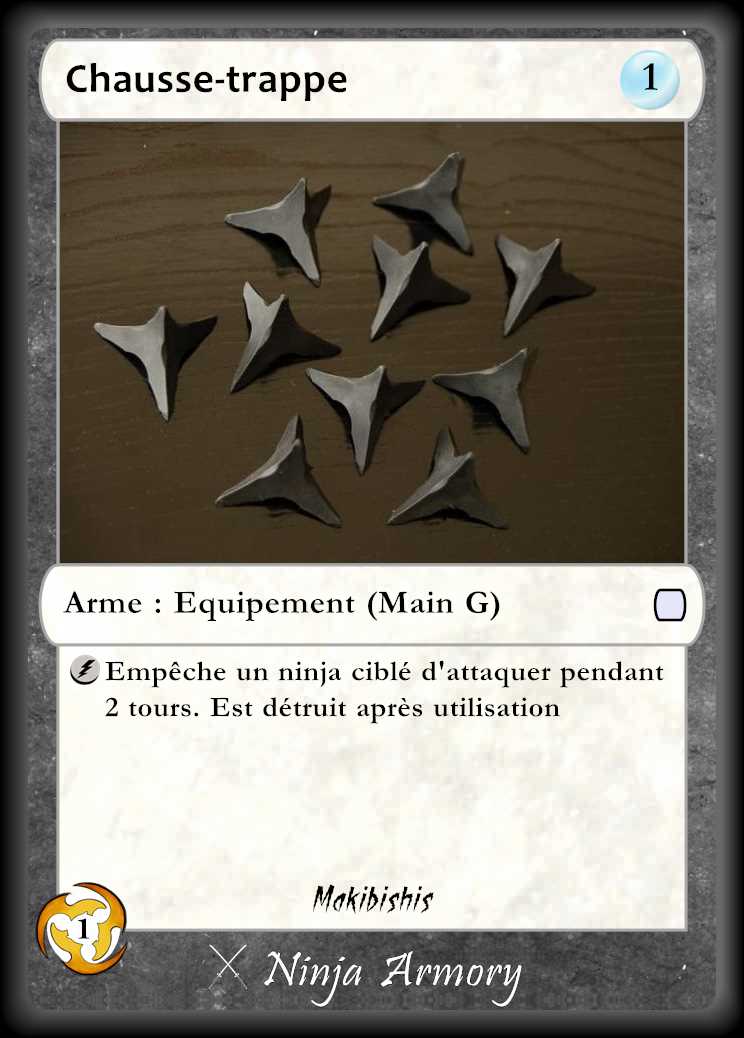 Chausse-trappe
1
Arme : Equipement (Main G)
Empêche un ninja ciblé d'attaquer pendant
2 tours. Est détruit après utilisation
Makibishis
1
Ninja Armory